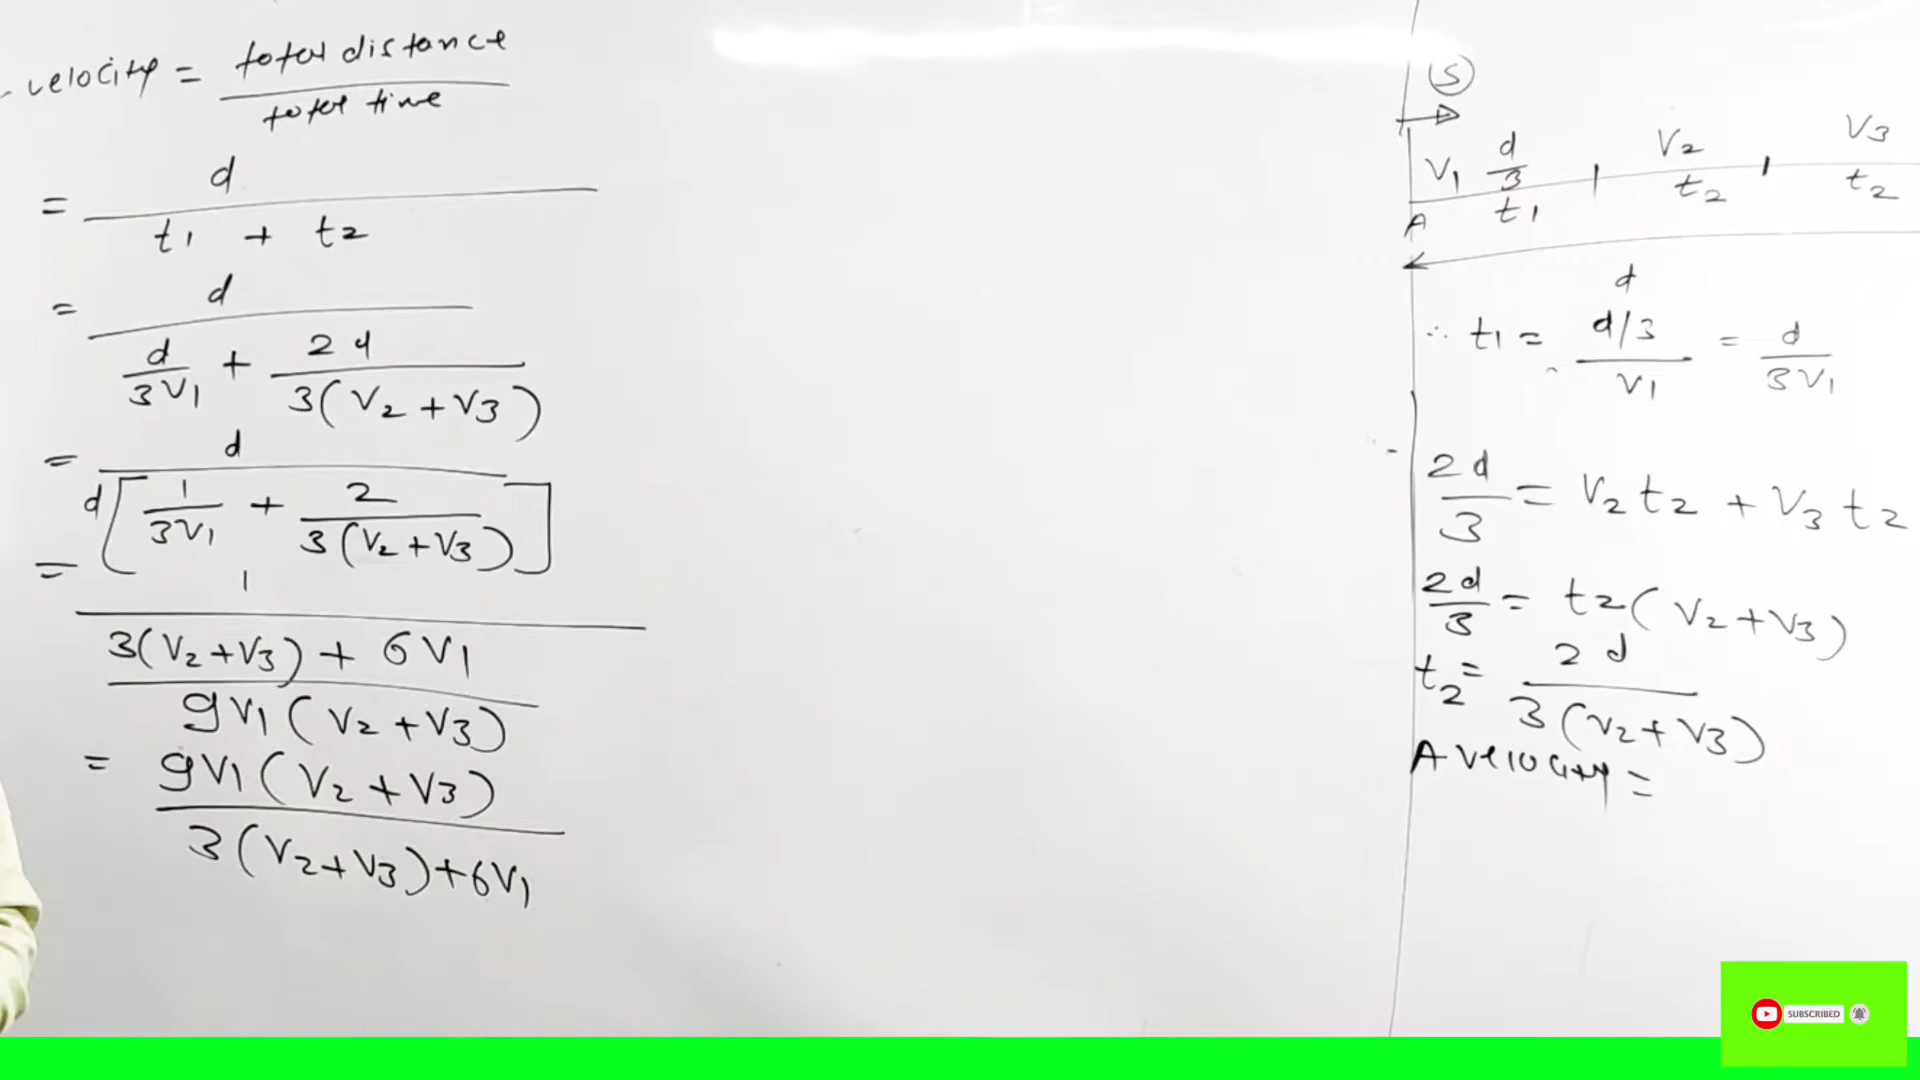 velocity = total distance
total time
= d
t1 + t2
= d
d/3V1 + 2d/3(V2+V3)
= d
d[1/3V1 + 2/3(V2+V3)]
= 1
3(V2+V3) + 6V1
9V1(V2+V3)
= 9V1(V2+V3)
3(V2+V3)+6V1
S
V1 d/3 V2 V3
A t1 t2 t2
d
∴ t1 = d/3 / V1 = d/3V1
2d/3 = V2t2 + V3t2
2d/3 = t2(V2+V3)
t2 = 2d/3(V2+V3)
A velocity =
SUBSCRIBED